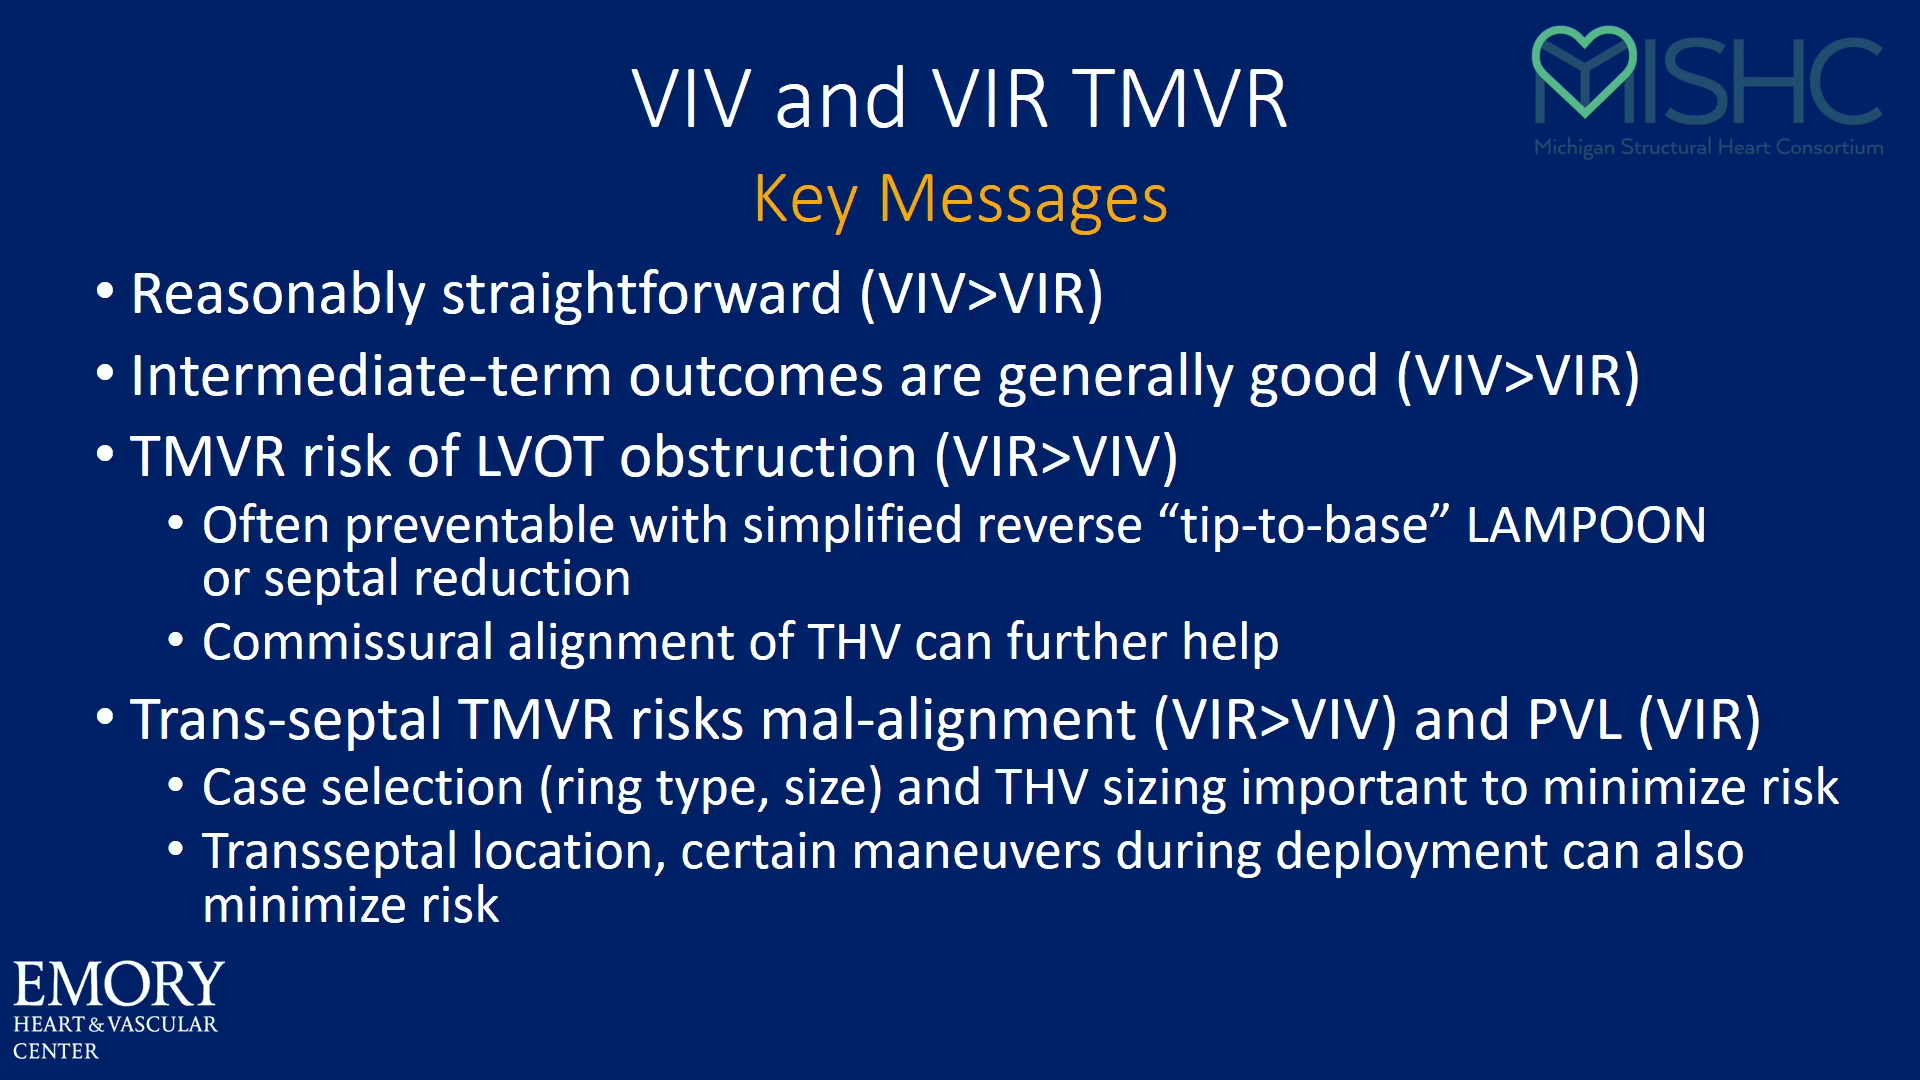 MISHC
Michigan Structural Heart Consortium
VIV and VIR TMVR
Key Messages
• Reasonably straightforward (VIV>VIR)
• Intermediate-term outcomes are generally good (VIV>VIR)
• TMVR risk of LVOT obstruction (VIR>VIV)
• Often preventable with simplified reverse “tip-to-base” LAMPOON
or septal reduction
• Commissural alignment of THV can further help
• Trans-septal TMVR risks mal-alignment (VIR>VIV) and PVL (VIR)
• Case selection (ring type, size) and THV sizing important to minimize risk
• Transseptal location, certain maneuvers during deployment can also
minimize risk
EMORY
HEART & VASCULAR
CENTER